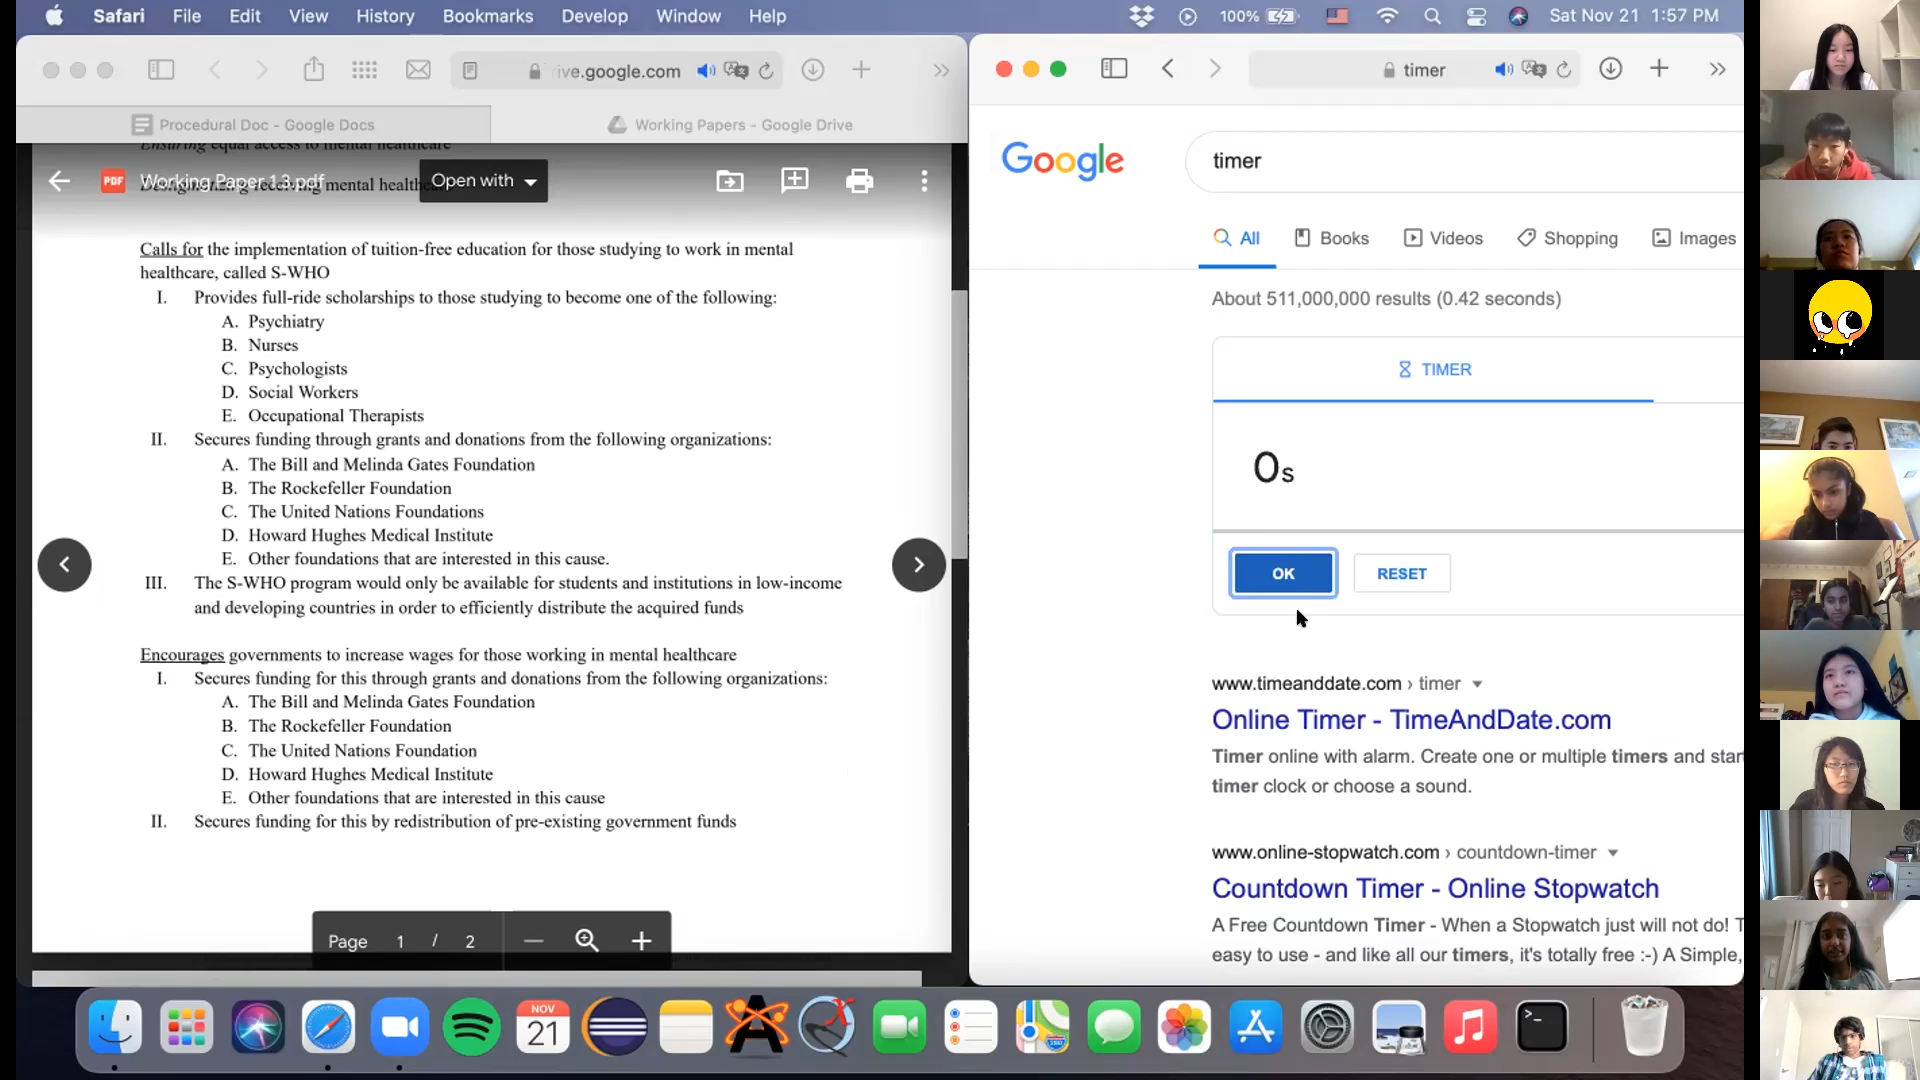 Safari File Edit View History Bookmarks Develop Window Help
100% Sat Nov 21 1:57 PM
ive.google.com
Procedural Doc - Google Docs
Working Papers - Google Drive
Ensuring equal access to mental healthcare
PDF Working Paper 1.3.pdf
Open with
receiving mental healthc
Calls for the implementation of tuition-free education for those studying to work in mental
healthcare, called S-WHO
I. Provides full-ride scholarships to those studying to become one of the following:
A. Psychiatry
B. Nurses
C. Psychologists
D. Social Workers
E. Occupational Therapists
II. Secures funding through grants and donations from the following organizations:
A. The Bill and Melinda Gates Foundation
B. The Rockefeller Foundation
C. The United Nations Foundations
D. Howard Hughes Medical Institute
E. Other foundations that are interested in this cause.
III. The S-WHO program would only be available for students and institutions in low-income
and developing countries in order to efficiently distribute the acquired funds
Encourages governments to increase wages for those working in mental healthcare
I. Secures funding for this through grants and donations from the following organizations:
A. The Bill and Melinda Gates Foundation
B. The Rockefeller Foundation
C. The United Nations Foundation
D. Howard Hughes Medical Institute
E. Other foundations that are interested in this cause
II. Secures funding for this by redistribution of pre-existing government funds
Page 1 / 2
timer
Google
timer
All Books Videos Shopping Images
About 511,000,000 results (0.42 seconds)
TIMER
0s
OK RESET
www.timeanddate.com › timer
Online Timer - TimeAndDate.com
Timer online with alarm. Create one or multiple timers and star
timer clock or choose a sound.
www.online-stopwatch.com › countdown-timer
Countdown Timer - Online Stopwatch
A Free Countdown Timer - When a Stopwatch just will not do! T
easy to use - and like all our timers, it's totally free :-) A Simple,
NOV
21